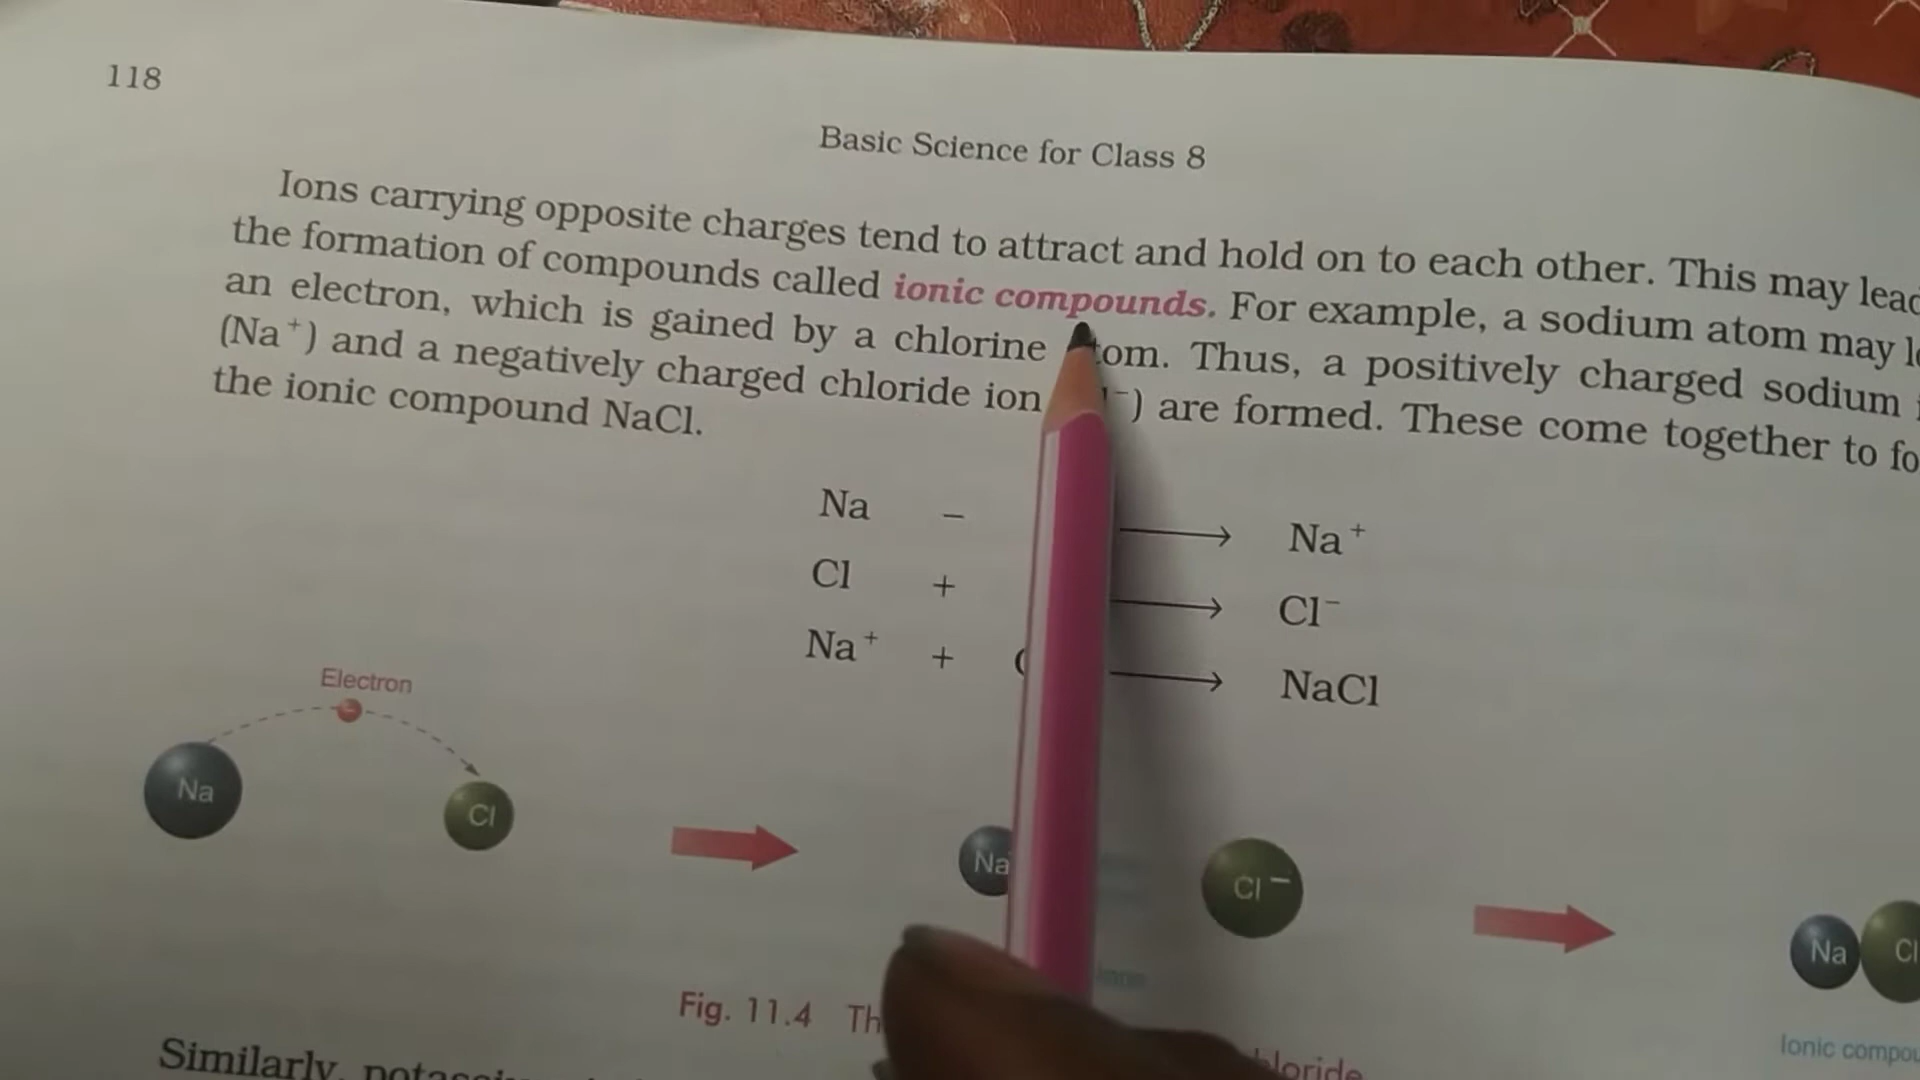 118
Basic Science for Class 8
Ions carrying opposite charges tend to attract and hold on to each other. This may lead
the formation of compounds called ionic compounds. For example, a sodium atom may
an electron, which is gained by a chlorine Thus, a positively charged sodium
(Na⁺) and a negatively charged chloride ion ⁻) are formed. These come together to
the ionic compound NaCl.
Na – → Na⁺
Cl + → Cl⁻
Na⁺ + → NaCl
Electron
Na
Cl
Na
Cl⁻
Na
Cl
Fig. 11.4
Ionic
Similarly,